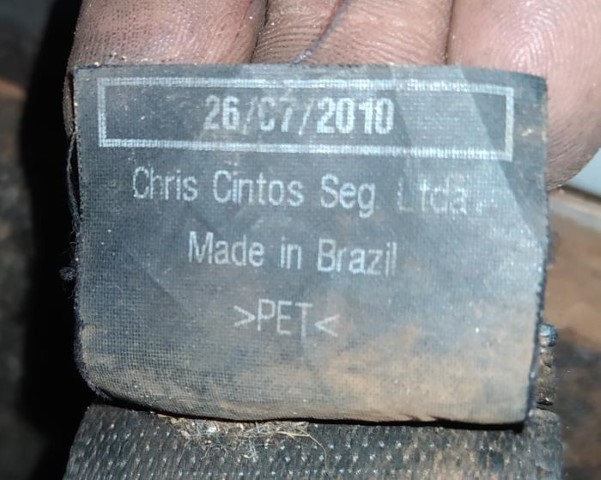 26/07/2010
Chris Cintos Seg Ltda
Made in Brazil
>PET<